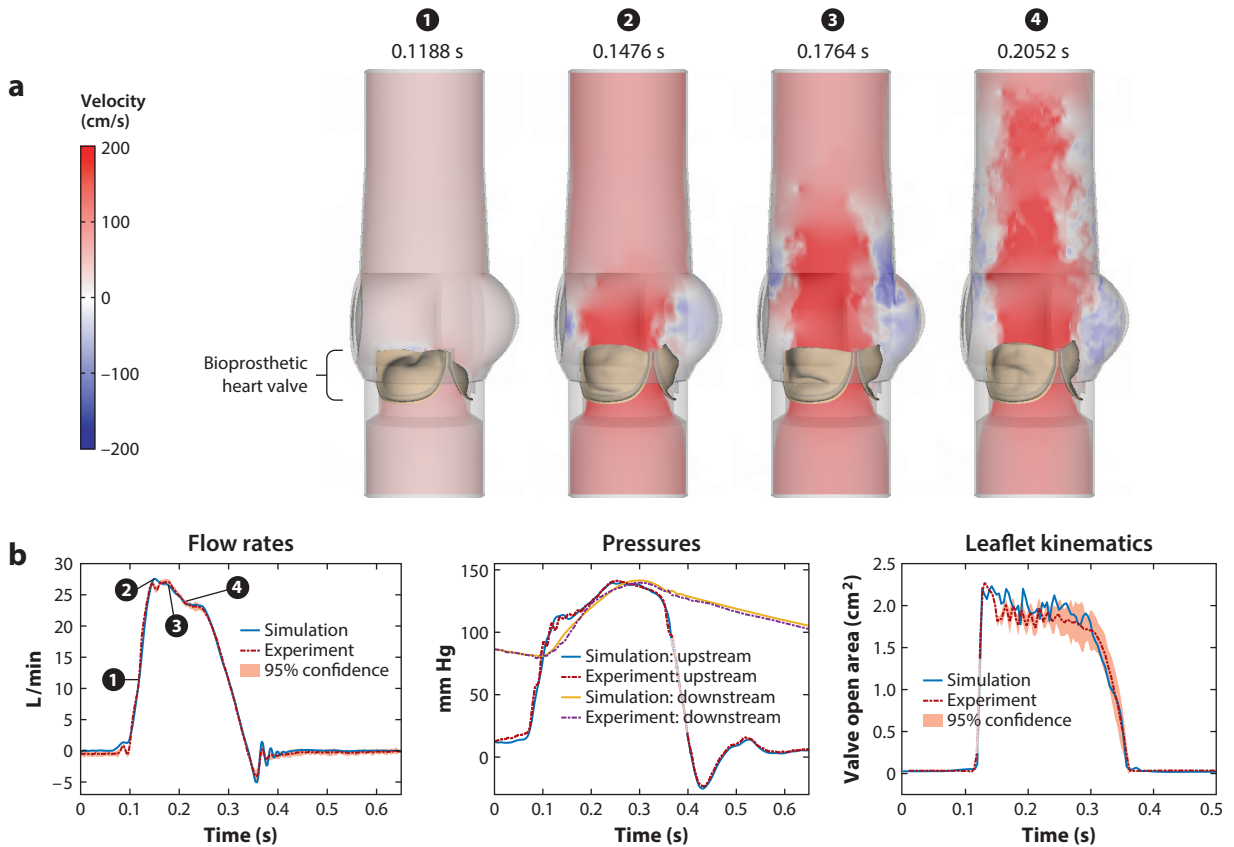 1
2
3
4
0.1188 s
0.1476 s
0.1764 s
0.2052 s
a
Velocity
(cm/s)
200
100
0
–100
–200
Bioprosthetic
heart valve
b
Flow rates
30
25
20
15
10
5
0
–5
L/min
1
2
3
4
Simulation
Experiment
95% confidence
0
0.1
0.2
0.3
0.4
0.5
0.6
Time (s)
Pressures
150
100
50
0
mm Hg
Simulation: upstream
Experiment: upstream
Simulation: downstream
Experiment: downstream
0
0.1
0.2
0.3
0.4
0.5
0.6
Time (s)
Leaflet kinematics
2.5
2.0
1.5
1.0
0.5
0
Valve open area (cm2)
Simulation
Experiment
95% confidence
0
0.1
0.2
0.3
0.4
0.5
Time (s)